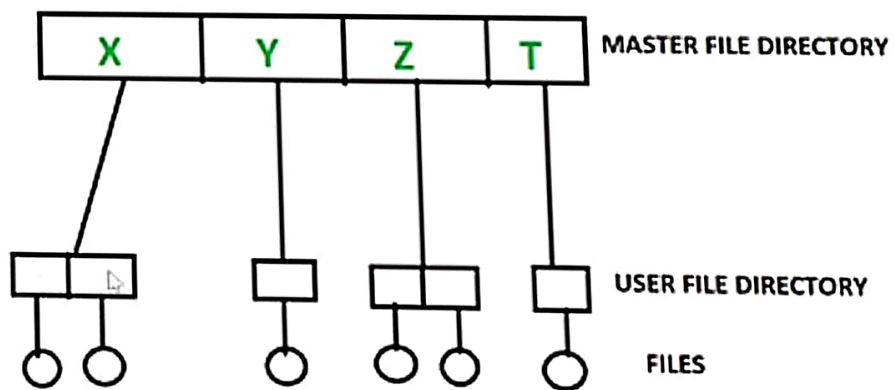 X Y Z T MASTER FILE DIRECTORY
USER FILE DIRECTORY
FILES